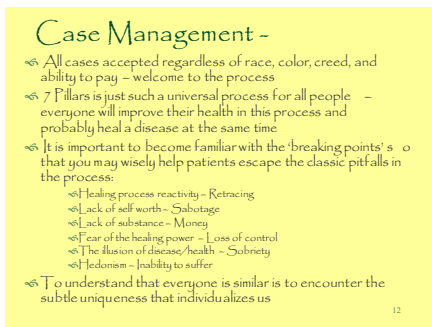 Case Management -
All cases accepted regardless of race, color, creed, and
ability to pay – welcome to the process
7 Pillars is just such a universal process for all people –
everyone will improve their health in this process and
probably heal a disease at the same time
It is important to become familiar with the 'breaking points' s o
that you may wisely help patients escape the classic pitfalls in
the process:
Healing process reactivity – Retracing
Lack of self worth – Sabotage
Lack of substance – Money
Fear of the healing power – Loss of control
The illusion of disease/health – Sobriety
Hedonism – Inability to suffer
To understand that everyone is similar is to encounter the
subtle uniqueness that individualizes us
12